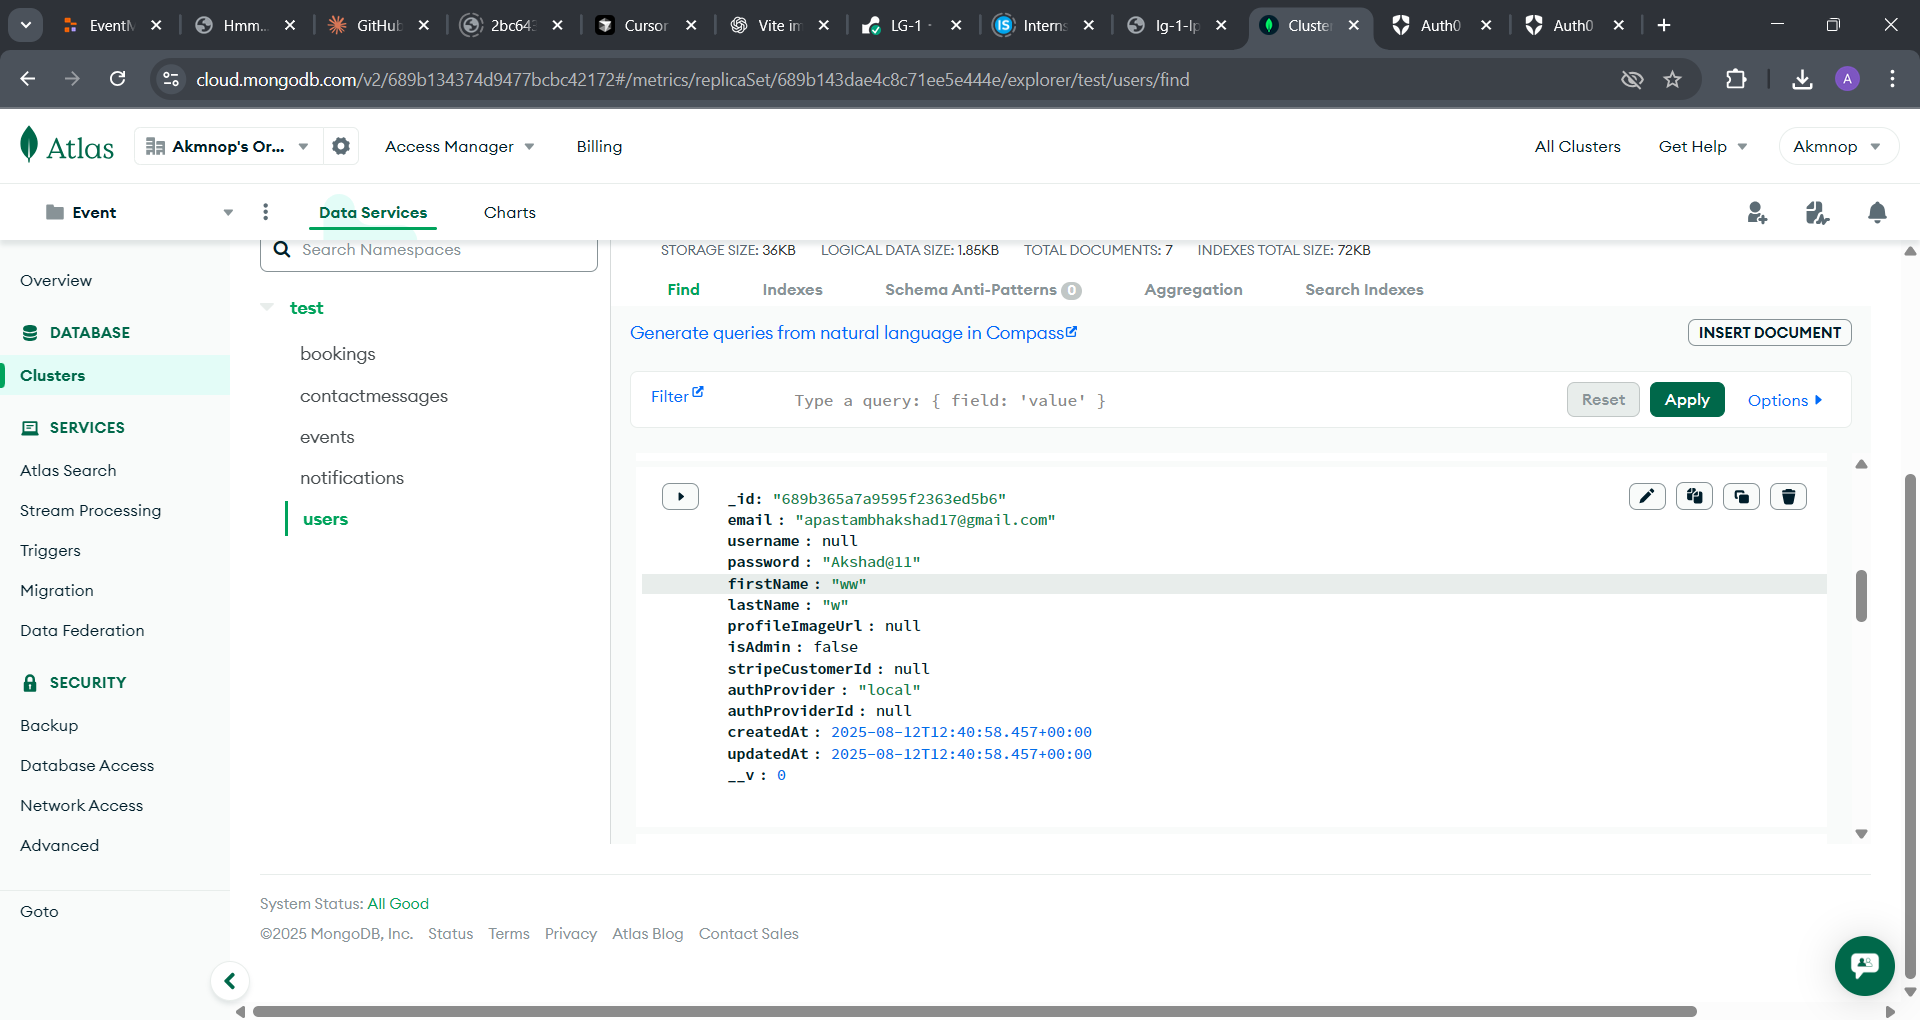 EventM
Hmm...
GitHub
2bc643
Cursor
Vite im
LG-1 -
Interns
lg-1-lp
Cluster
Auth0
Auth0
cloud.mongodb.com/v2/689b134374d9477bcbc42172#/metrics/replicaSet/689b143dae4c8c71ee5e444e/explorer/test/users/find
A
Atlas
Akmnop's Or...
Access Manager
Billing
All Clusters
Get Help
Akmnop
Event
Data Services
Charts
Overview
DATABASE
Clusters
SERVICES
Atlas Search
Stream Processing
Triggers
Migration
Data Federation
SECURITY
Backup
Database Access
Network Access
Advanced
Goto
Search Namespaces
test
bookings
contactmessages
events
notifications
users
STORAGE SIZE: 36KB LOGICAL DATA SIZE: 1.85KB TOTAL DOCUMENTS: 7 INDEXES TOTAL SIZE: 72KB
Find Indexes Schema Anti-Patterns 0 Aggregation Search Indexes
Generate queries from natural language in Compass
INSERT DOCUMENT
Filter
Type a query: { field: 'value' }
Reset
Apply
Options
_id: "689b365a7a9595f2363ed5b6"
email : "apastambhakshad17@gmail.com"
username : null
password : "Akshad@11"
firstName : "ww"
lastName : "w"
profileImageUrl : null
isAdmin : false
stripeCustomerId : null
authProvider : "local"
authProviderId : null
createdAt : 2025-08-12T12:40:58.457+00:00
updatedAt : 2025-08-12T12:40:58.457+00:00
__v : 0
System Status: All Good
©2025 MongoDB, Inc. Status Terms Privacy Atlas Blog Contact Sales